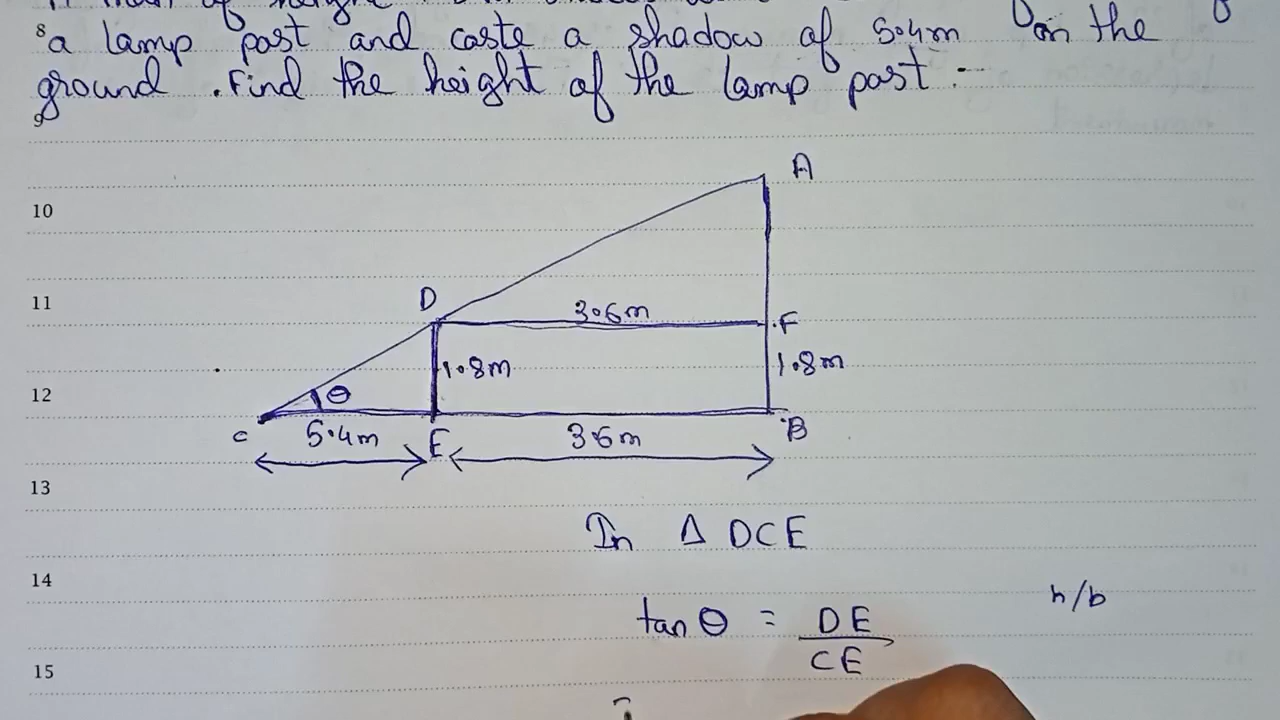 of height
8
a lamp post and caste a shadow of 5.4m on the
ground . Find the height of the lamp post :-
9
A
10
11
D
3.6m
F
1.8m
1.8m
12
θ
C
5.4m
E
3.6m
B
13
In Δ DCE
14
h/b
tan θ = DE
CE
15